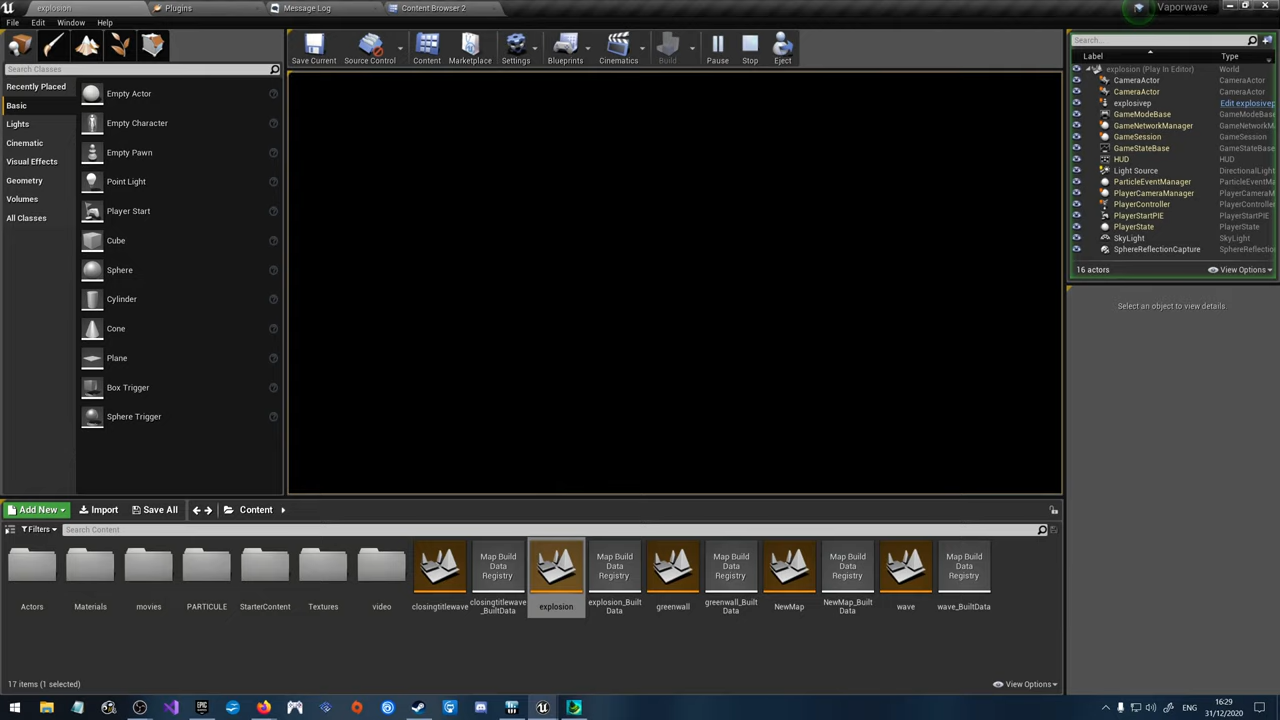 explosion
Plugins
Message Log
Content Browser 2
Vaporwave
File Edit Window Help
Search Classes
Recently Placed
Basic
Lights
Cinematic
Visual Effects
Geometry
Volumes
All Classes
Empty Actor
Empty Character
Empty Pawn
Point Light
Player Start
Cube
Sphere
Cylinder
Cone
Plane
Box Trigger
Sphere Trigger
Save Current
Source Control
Content
Marketplace
Settings
Blueprints
Cinematics
Build
Pause
Stop
Eject
Search...
Label Type
explosion (Play In Editor) World
CameraActor CameraActor
CameraActor CameraActor
explosivep Edit explosivep
GameModeBase GameModeBase
GameNetworkManager GameNetworkM
GameSession GameSession
GameStateBase GameStateBase
HUD HUD
Light Source DirectionalLight
ParticleEventManager ParticleEventMa
PlayerCameraManager PlayerCameraM
PlayerController PlayerController
PlayerStartPIE PlayerStartPIE
PlayerState PlayerState
SkyLight SkyLight
SphereReflectionCapture SphereReflectio
16 actors View Options
Select an object to view details.
Add New Import Save All Content
Filters Search Content
Actors
Materials
movies
PARTICULE
StarterContent
Textures
video
closingtitlewave
Map Build
Data
Registry
closingtitlewave
_BuiltData
explosion
Map Build
Data
Registry
explosion_Built
Data
greenwall
Map Build
Data
Registry
greenwall_Built
Data
NewMap
Map Build
Data
Registry
NewMap_Built
Data
wave
Map Build
Data
Registry
wave_BuiltData
17 items (1 selected) View Options
ENG
16:29
31/12/2020